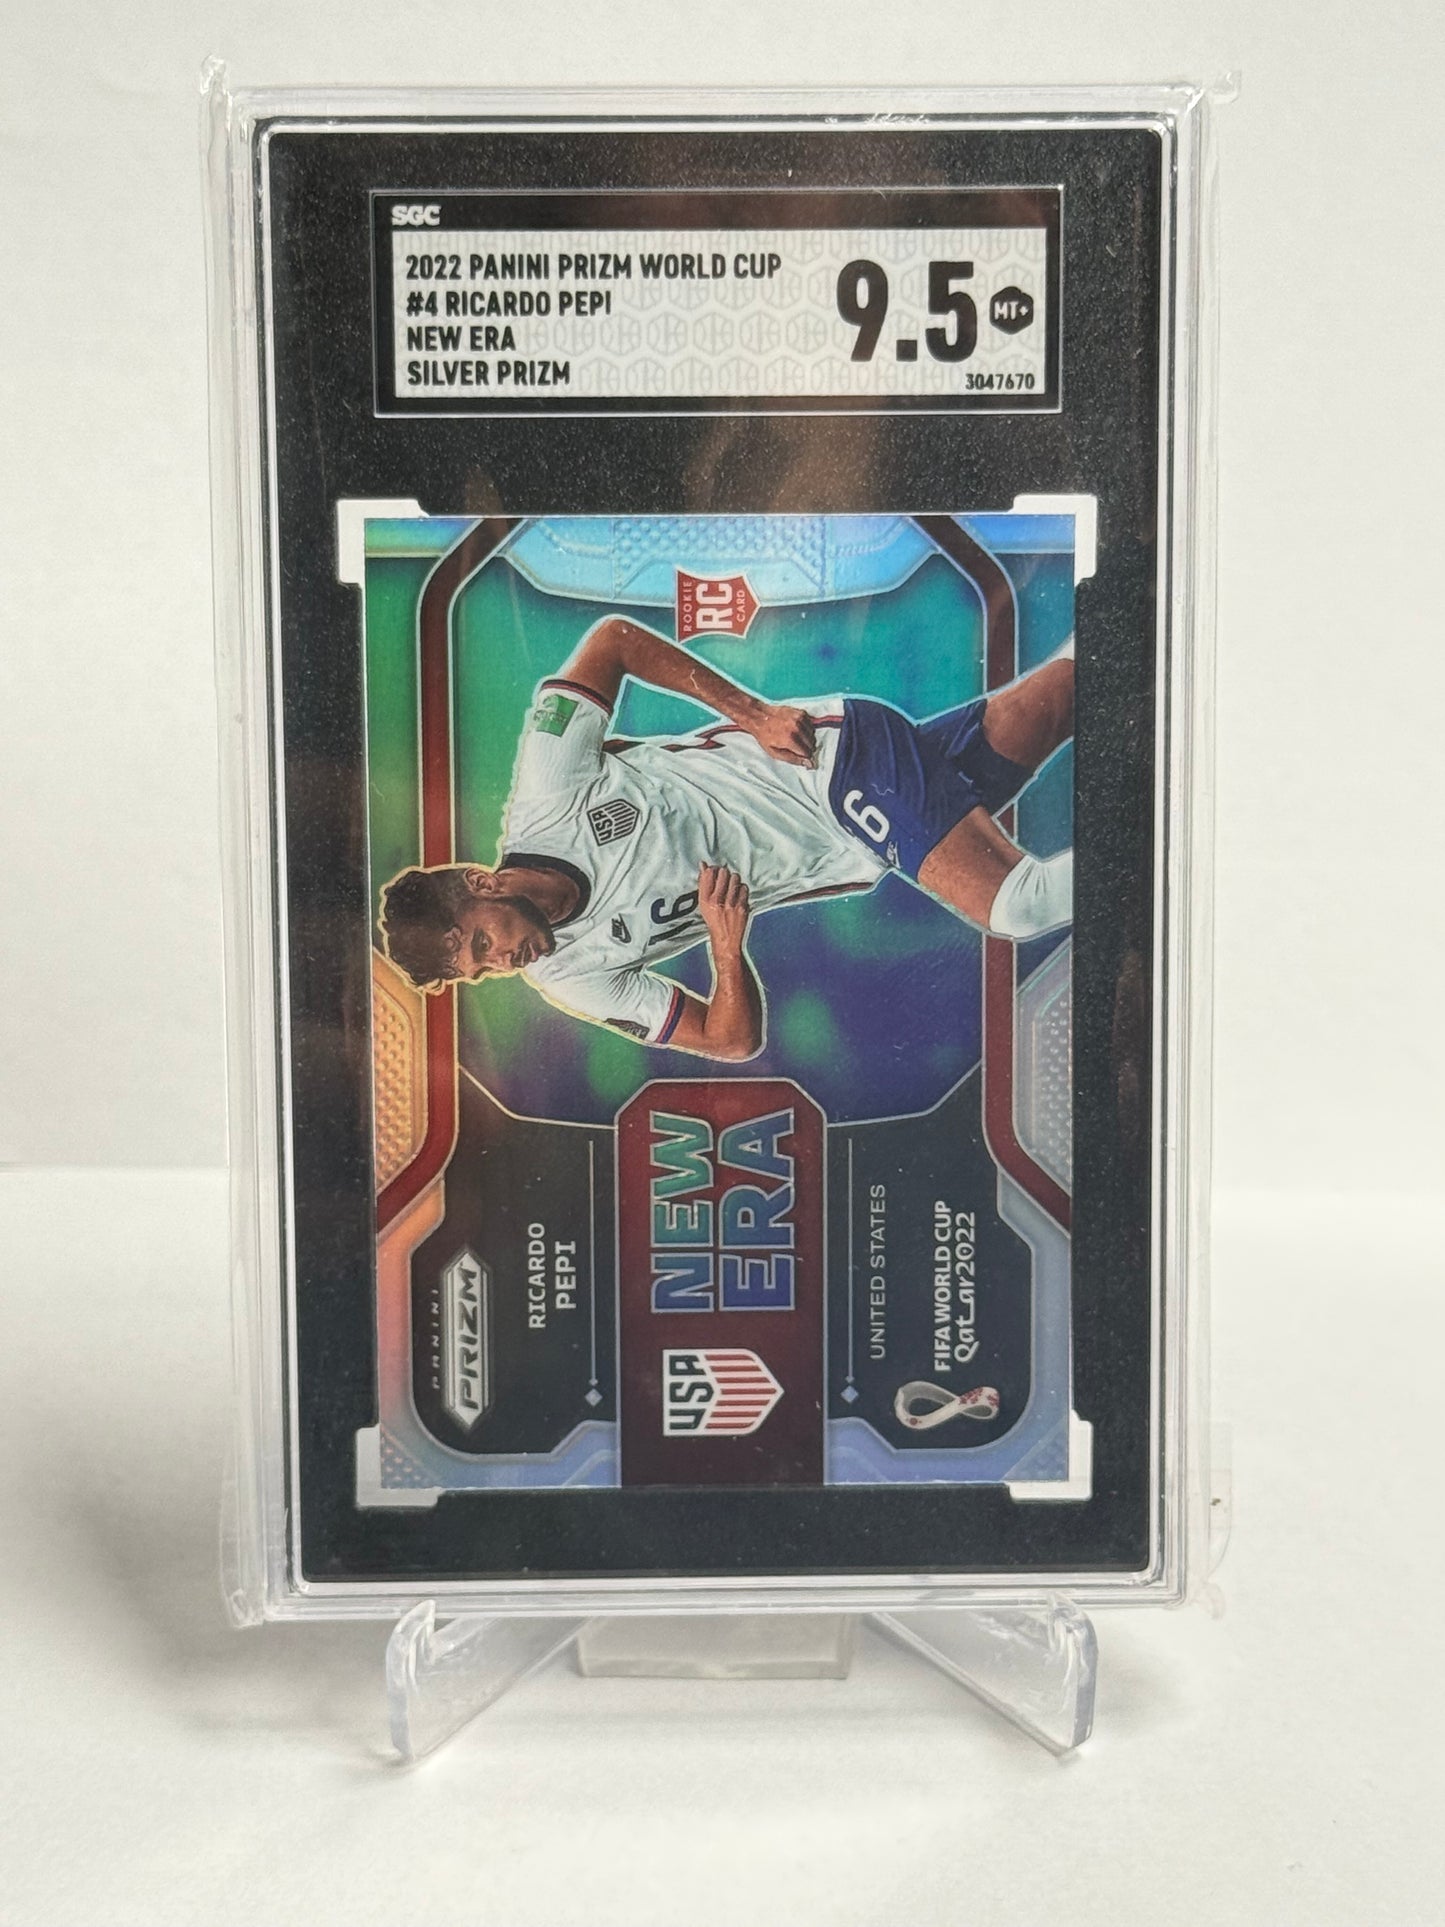 SGC
2022 PANINI PRIZM WORLD CUP
#4 RICARDO PEPI
NEW ERA
SILVER PRIZM
9.5
MT+
3047670
ROOKIE
RC
CARD
USA
16
PANINI
PRIZM
RICARDO
PEPI
NEW
ERA
USA
UNITED STATES
FIFA WORLD CUP
Qatar2022